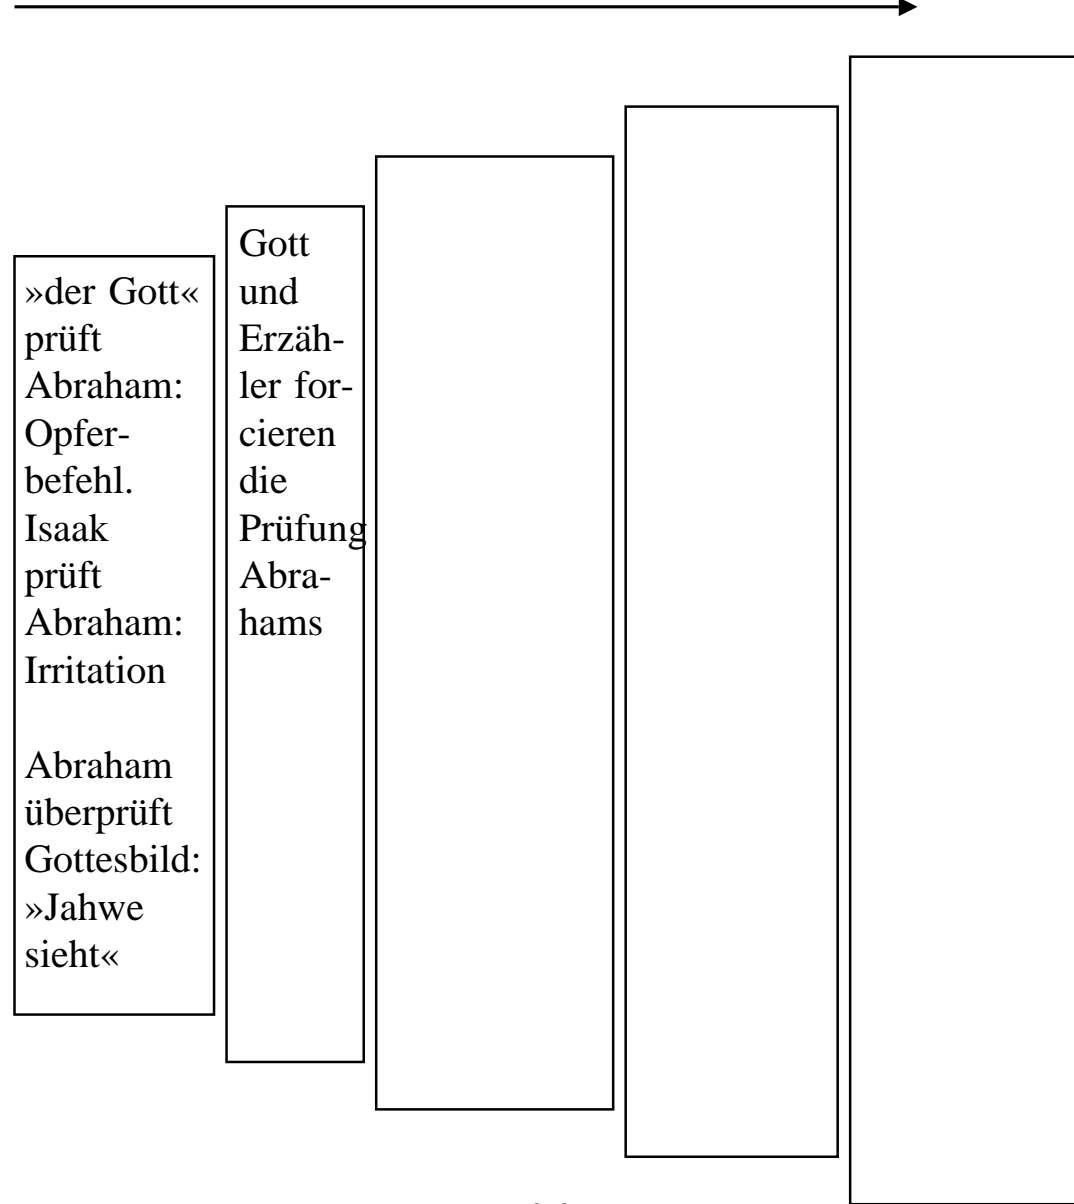 »der Gott«
prüft
Abraham:
Opfer-
befehl.
Isaak
prüft
Abraham:
Irritation
Abraham
überprüft
Gottesbild:
»Jahwe
sieht«
Gott
und
Erzäh-
ler for-
cieren
die
Prüfung
Abra-
hams